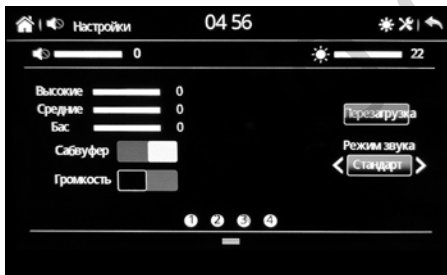 Настройки 04 56
0 22
Высокие 0
Средние 0
Бас 0
Сабвуфер
Громкость
Перезагрузка
Режим звука
< Стандарт >
1 2 3 4